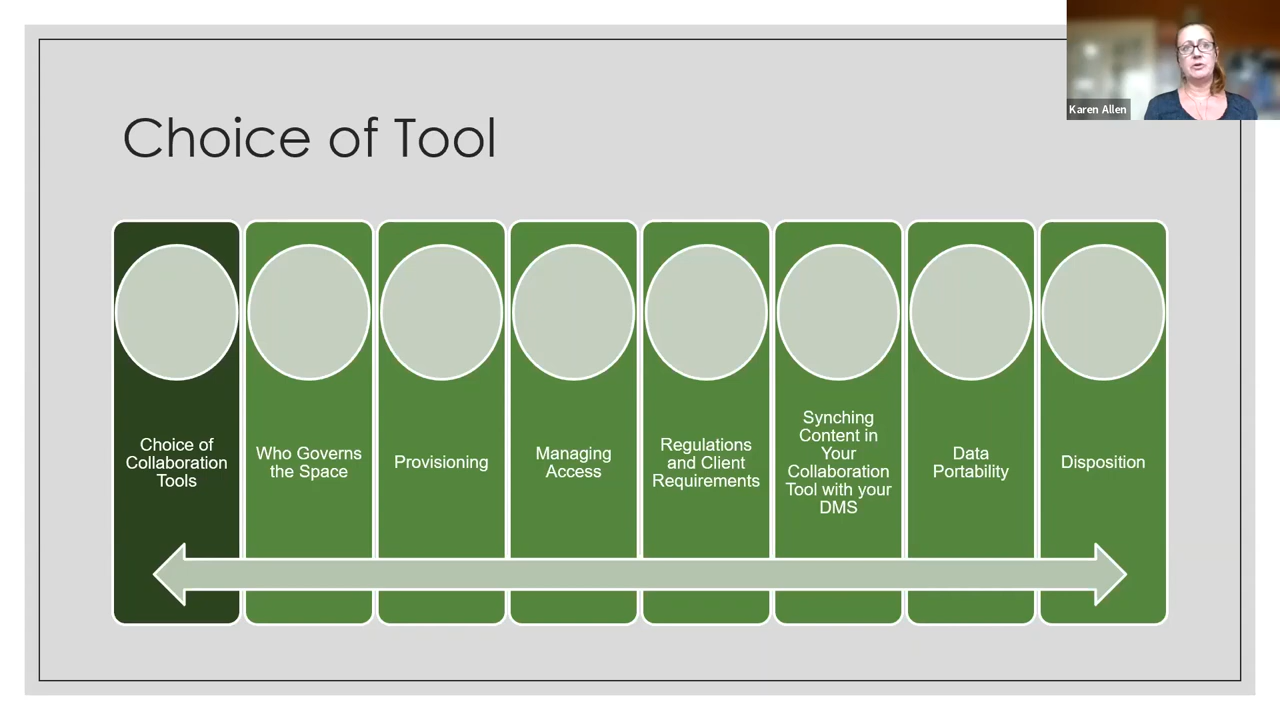 Karen Allen
Choice of Tool
Choice of
Collaboration
Tools
Who Governs
the Space
Provisioning
Managing
Access
Regulations
and Client
Requirements
Synching
Content in
Your
Collaboration
Tool with your
DMS
Data
Portability
Disposition